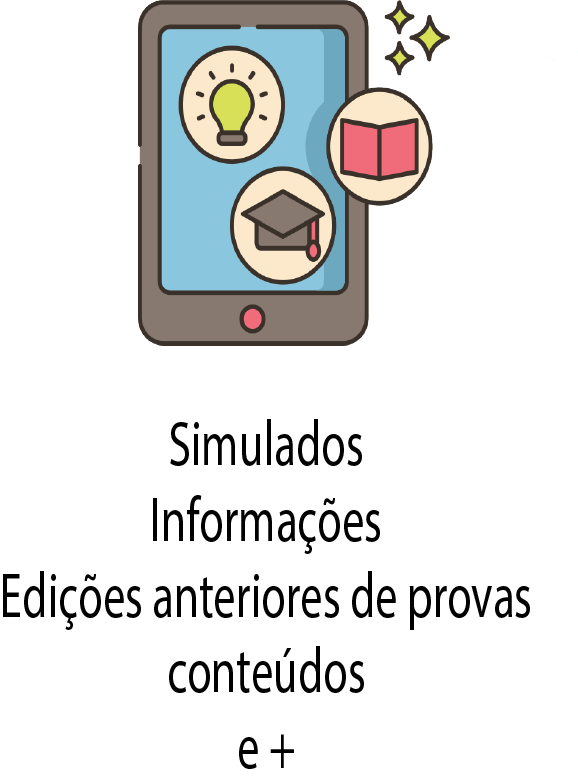 Simulados
Informações
Edições anteriores de provas
conteúdos
e +